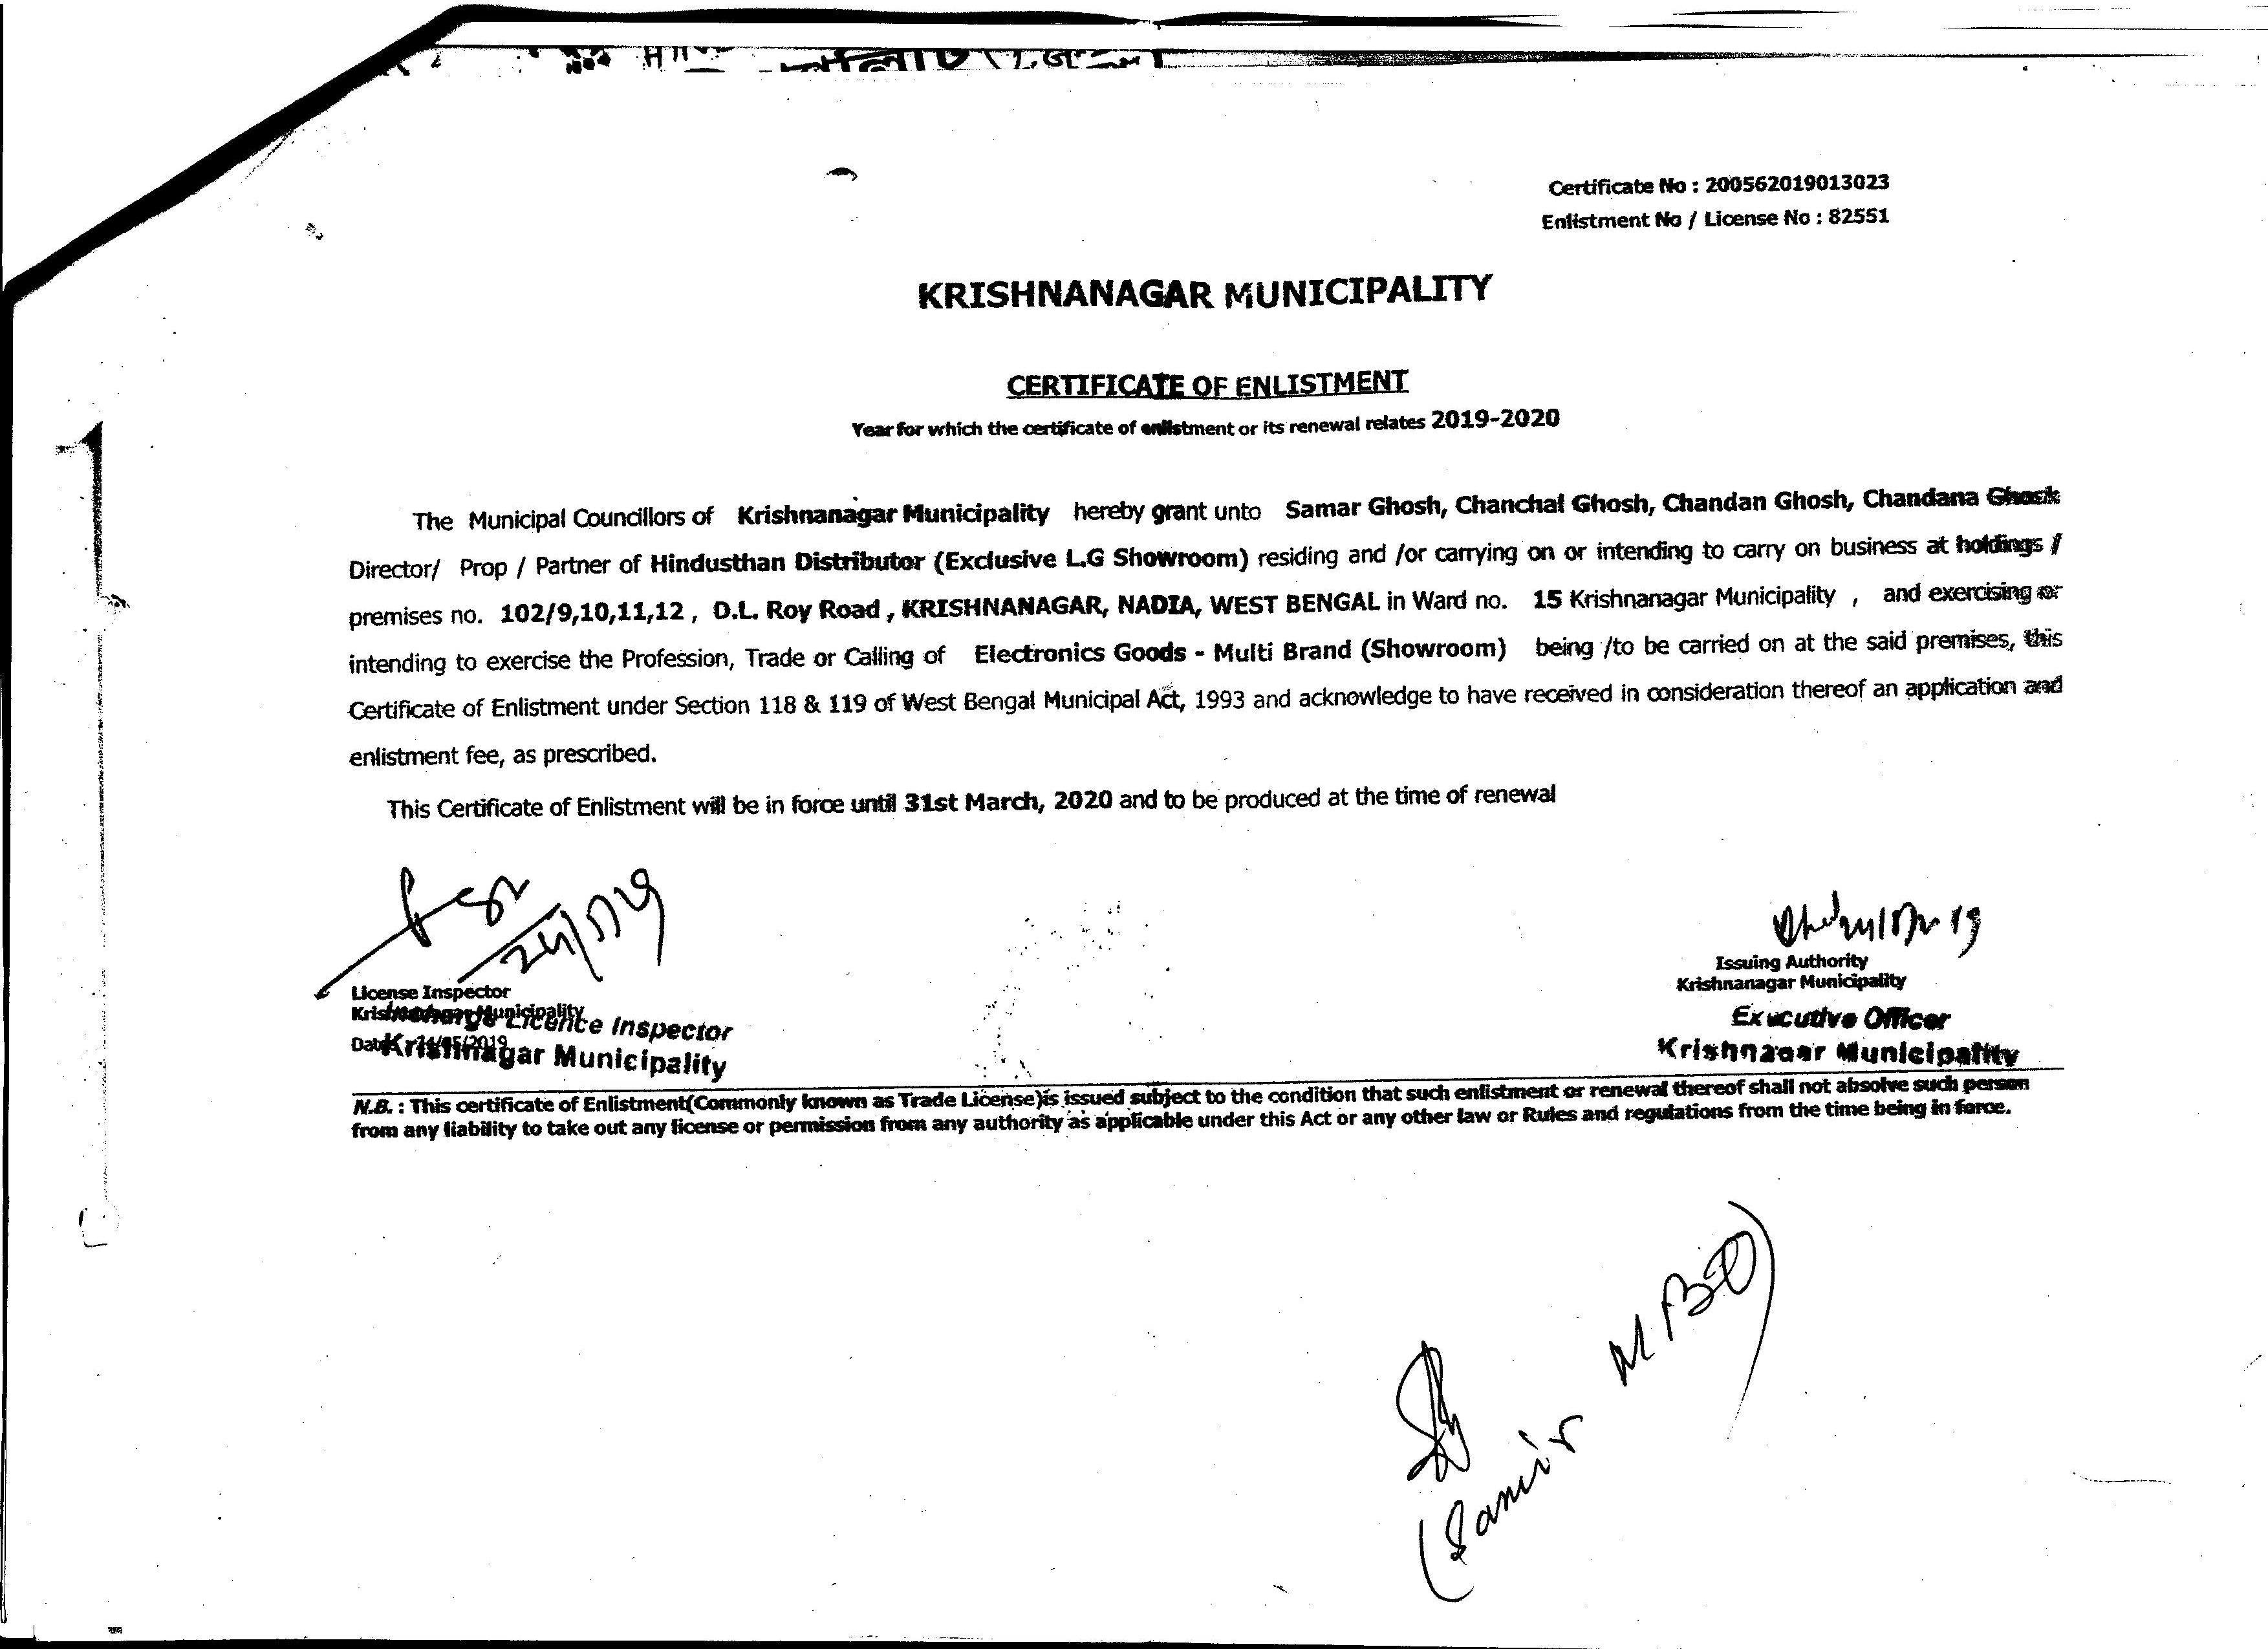 Certificate No : 200562019013023
Enlistment No / License No : 82551
KRISHNANAGAR MUNICIPALITY
CERTIFICATE OF ENLISTMENT
Year for which the certificate of enlistment or its renewal relates 2019-2020
The Municipal Councillors of Krishnanagar Municipality hereby grant unto Samar Ghosh, Chanchal Ghosh, Chandan Ghosh, Chandana Ghosh
Director/ Prop / Partner of Hindusthan Distributor (Exclusive L.G Showroom) residing and /or carrying on or intending to carry on business at holdings /
premises no. 102/9,10,11,12 , D.L. Roy Road , KRISHNANAGAR, NADIA, WEST BENGAL in Ward no. 15 Krishnanagar Municipality , and exercising or
intending to exercise the Profession, Trade or Calling of Electronics Goods - Multi Brand (Showroom) being /to be carried on at the said premises, this
Certificate of Enlistment under Section 118 & 119 of West Bengal Municipal Act, 1993 and acknowledge to have received in consideration thereof an application and
enlistment fee, as prescribed.
This Certificate of Enlistment will be in force until 31st March, 2020 and to be produced at the time of renewal
License Inspector
Krishnanagar Municipality
Licence Inspector
Date 24/05/2019
Krishnagar Municipality
Issuing Authority
Krishnanagar Municipality
Executive Officer
Krishnagar Municipality
N.B. : This certificate of Enlistment(Commonly known as Trade License)is issued subject to the condition that such enlistment or renewal thereof shall not absolve such person
from any liability to take out any license or permission from any authority as applicable under this Act or any other law or Rules and regulations from the time being in force.
(Samir